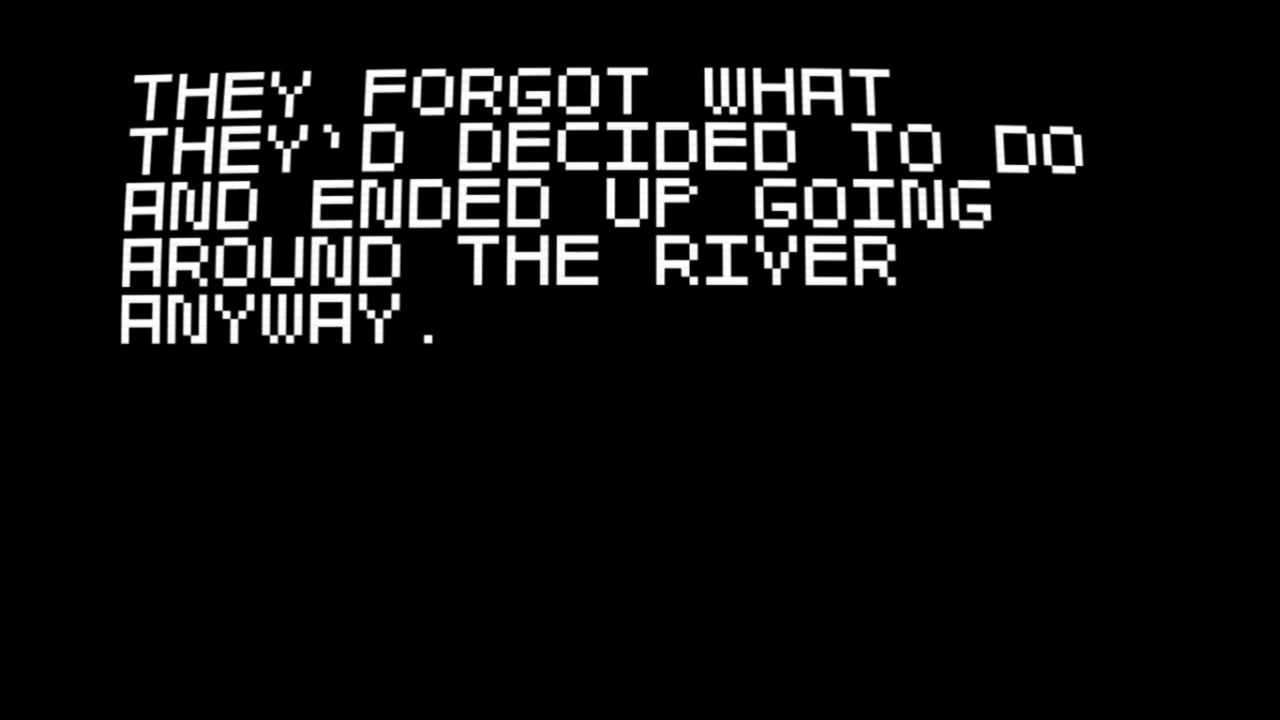 THEY FORGOT WHAT
THEY'D DECIDED TO DO
AND ENDED UP GOING
AROUND THE RIVER
ANYWAY.